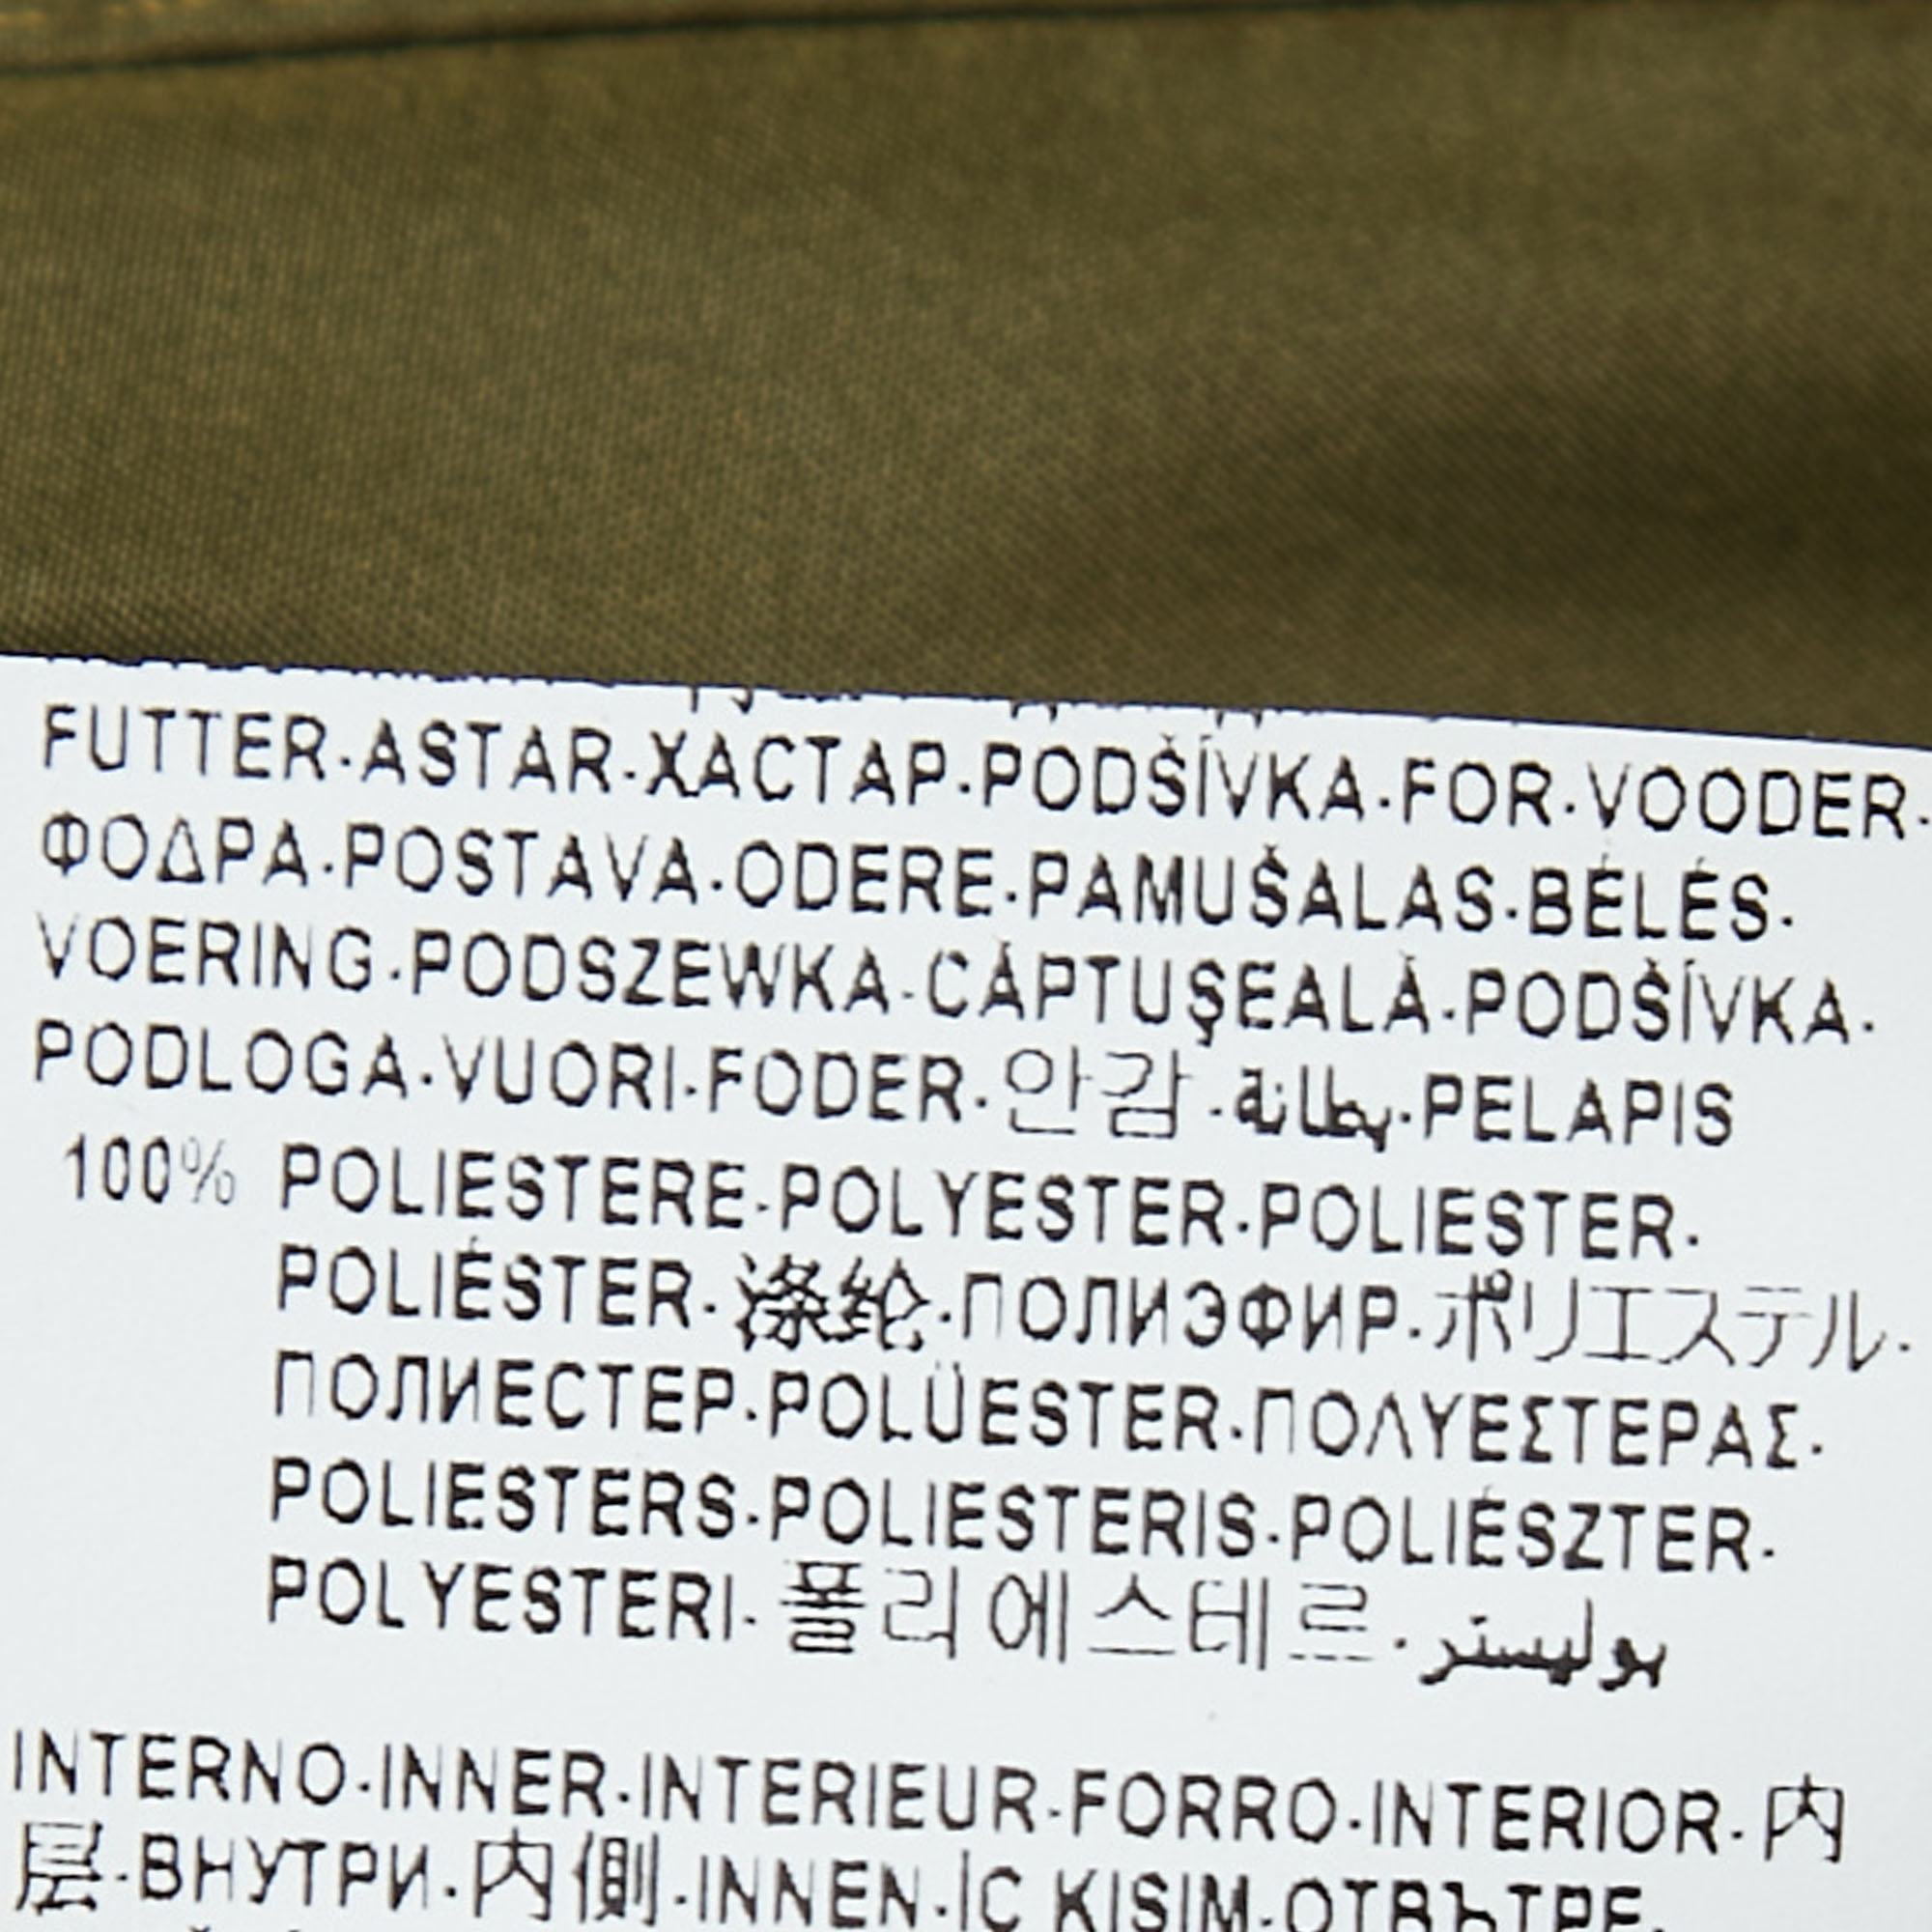 FUTTER·ASTAR·ХАСТАР·PODŠÍVKA·FOR·VOODER·
ΦΟΔΡΑ·POSTAVA·ODERE·PAMUŠALAS·BÉLÉS·
VOERING·PODSZEWKA·CĂPTUŞEALĂ·PODŠÍVKA·
PODLOGA·VUORI·FODER·안감·بطانة·PELAPIS
100% POLIESTERE·POLYESTER·POLIESTER·
POLIÉSTER·涤纶·ПОЛИЭФИР·ポリエステル·
ПОЛИЕСТЕР·POLÜESTER·ΠΟΛΥΕΣΤΕΡΑΣ·
POLIESTERS·POLIESTERIS·POLIÉSZTER·
POLYESTERI·폴리에스테르·بوليستر
INTERNO·INNER·INTERIEUR·FORRO·INTERIOR·内
层·ВНУТРИ·内側·INNEN·İC KISIM·ОТВЪТРЕ·